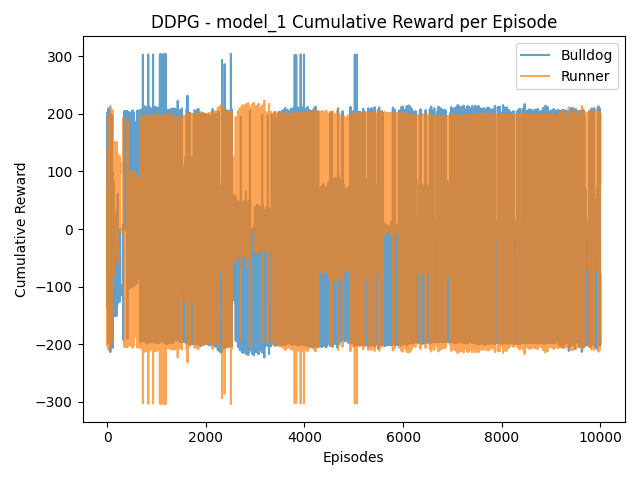 DDPG - model_1 Cumulative Reward per Episode
Bulldog
Runner
Cumulative Reward
300
200
100
0
−100
−200
−300
0
2000
4000
6000
8000
10000
Episodes